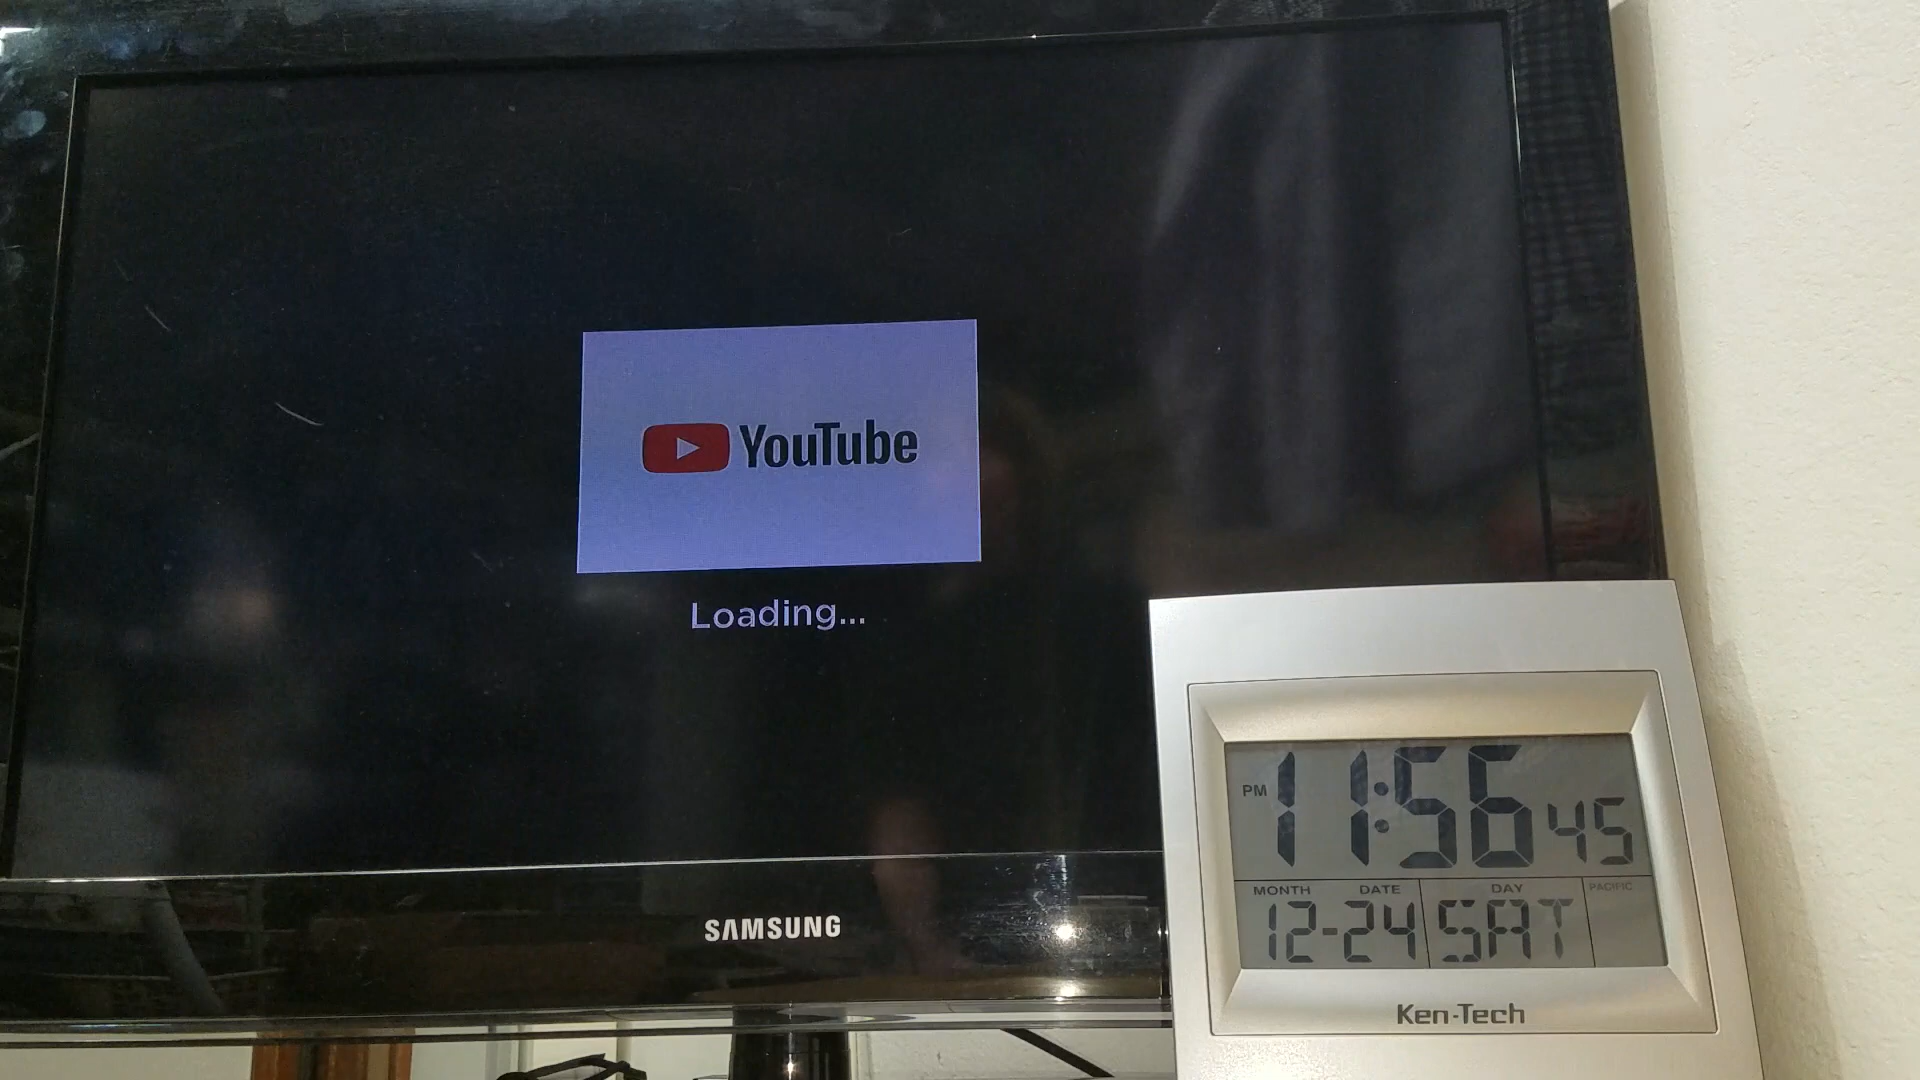 YouTube
Loading...
SAMSUNG
PM 11:56 45
MONTH DATE DAY PACIFIC
12-24 SAT
Ken-Tech